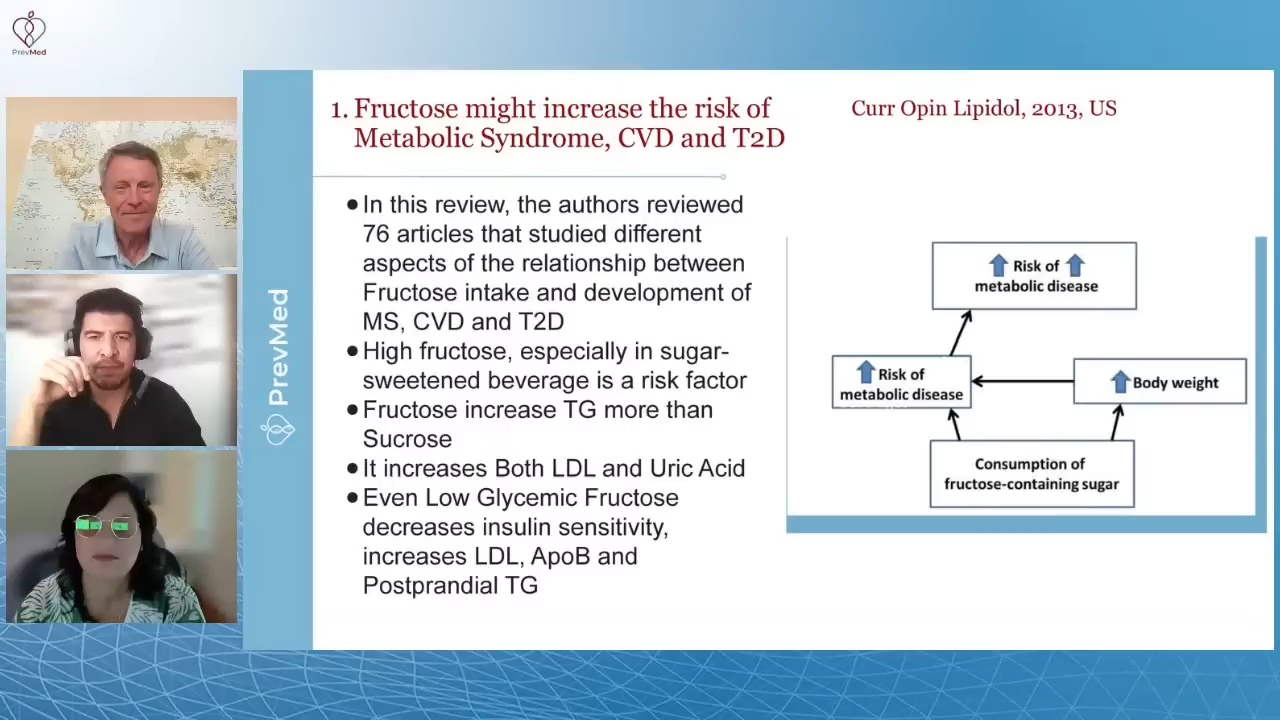 PrevMed
1. Fructose might increase the risk of
Metabolic Syndrome, CVD and T2D
Curr Opin Lipidol, 2013, US
PrevMed
● In this review, the authors reviewed
76 articles that studied different
aspects of the relationship between
Fructose intake and development of
MS, CVD and T2D
● High fructose, especially in sugar-
sweetened beverage is a risk factor
● Fructose increase TG more than
Sucrose
● It increases Both LDL and Uric Acid
● Even Low Glycemic Fructose
decreases insulin sensitivity,
increases LDL, ApoB and
Postprandial TG
Risk of
metabolic disease
Risk of
metabolic disease
Body weight
Consumption of
fructose-containing sugar